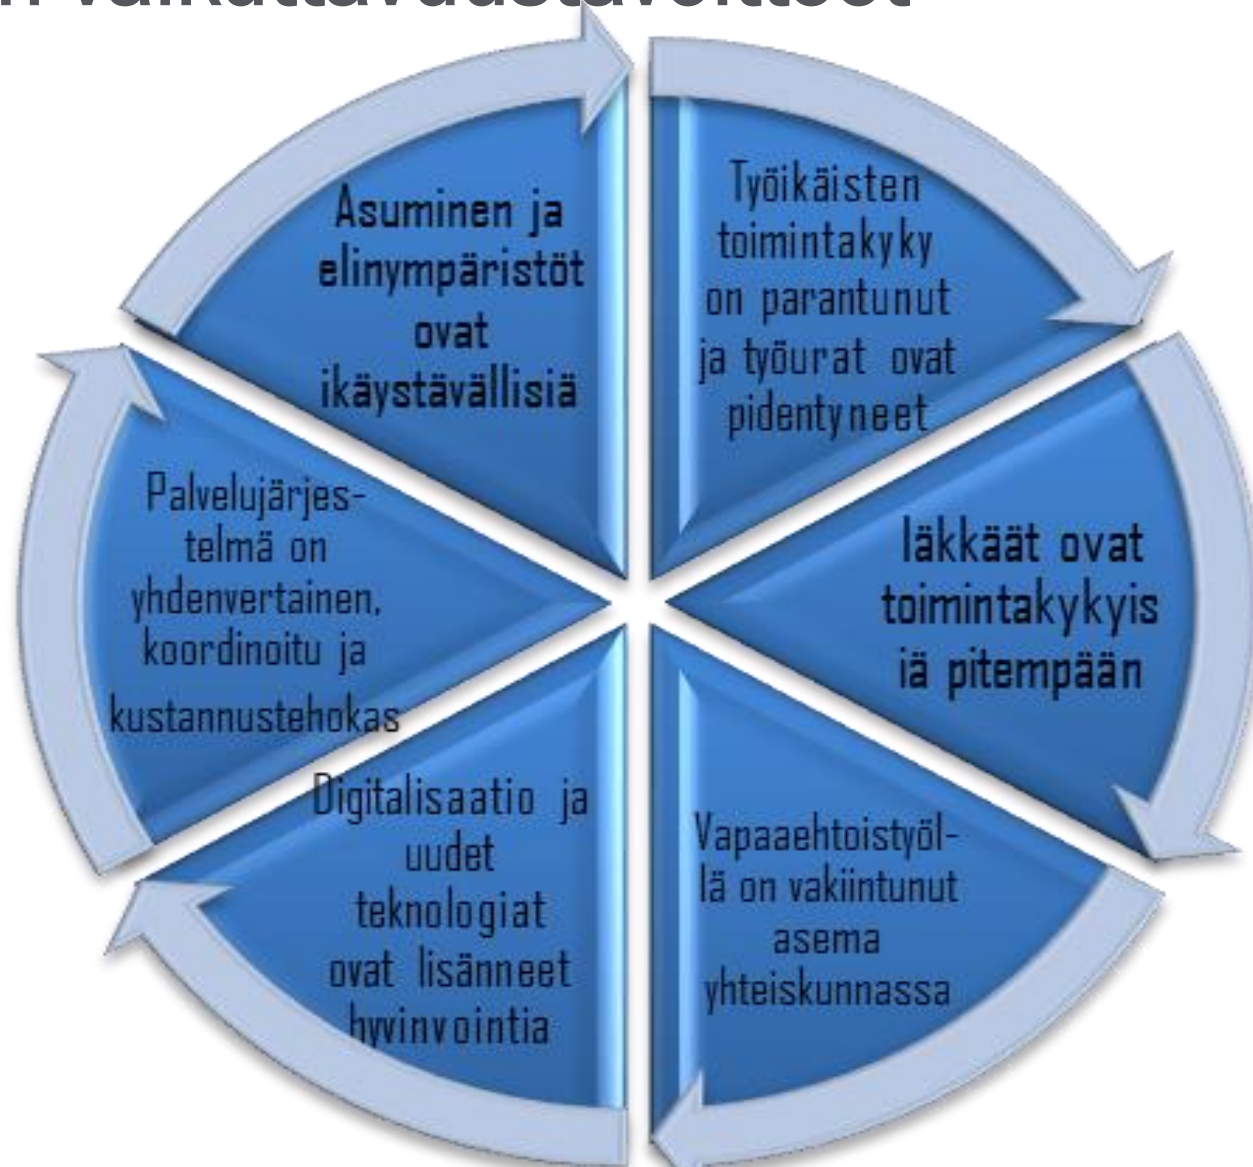 vaikuttavuustavoitteet
Työikäisten
toimintakyky
on parantunut
ja työurat ovat
pidentyneet
Iäkkäät ovat
toimintakykyis
iä pitempään
Vapaaehtoistyöl-
lä on vakiintunut
asema
yhteiskunnassa
Digitalisaatio ja
uudet
teknologiat
ovat lisänneet
hyvinvointia
Palvelujärjes-
telmä on
yhdenvertainen,
koordinoitu ja
kustannustehokas
Asuminen ja
elinympäristöt
ovat
ikäystävällisiä